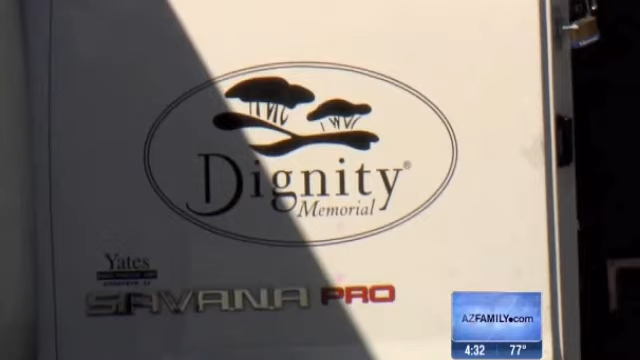 Dignity®
Memorial
Yates
SAVANA PRO
AZFAMILY.com
4:32 77°